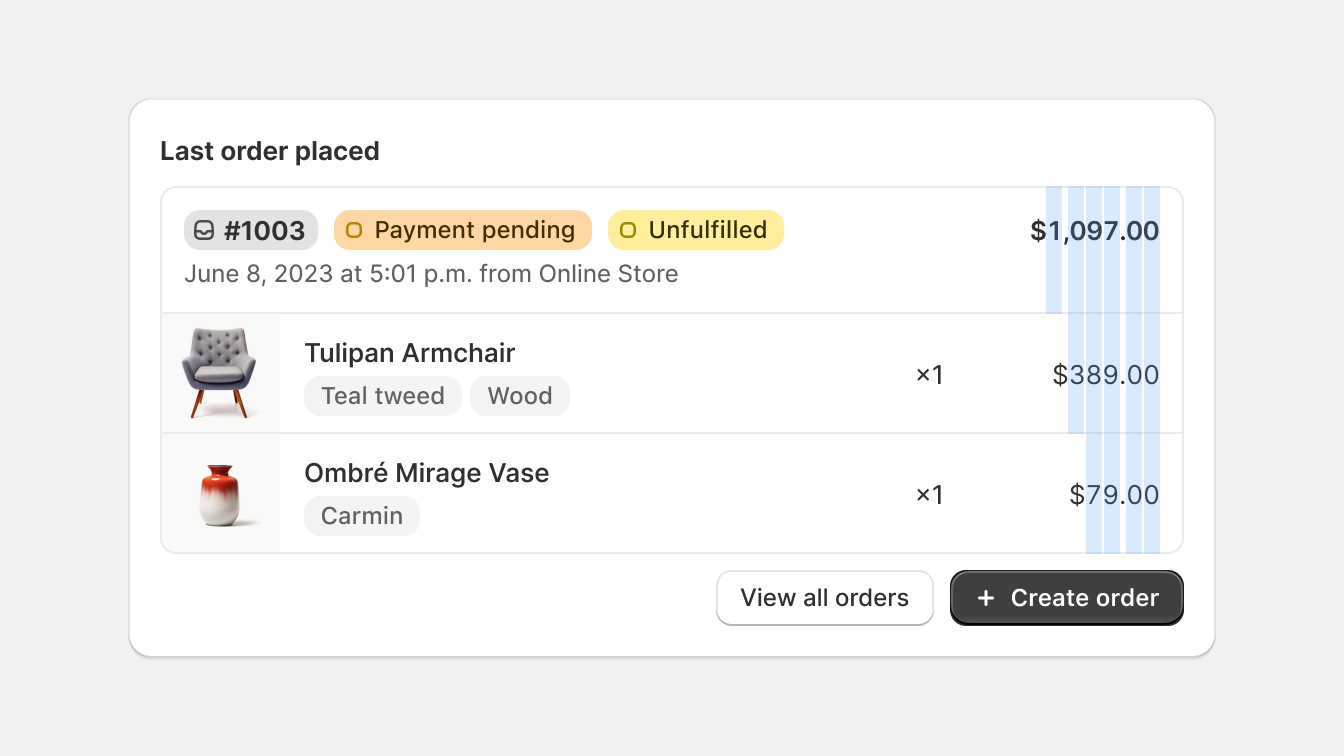 Last order placed
#1003 Payment pending Unfulfilled $1,097.00
June 8, 2023 at 5:01 p.m. from Online Store
Tulipan Armchair
Teal tweed Wood
×1 $389.00
Ombré Mirage Vase
Carmin
×1 $79.00
View all orders + Create order